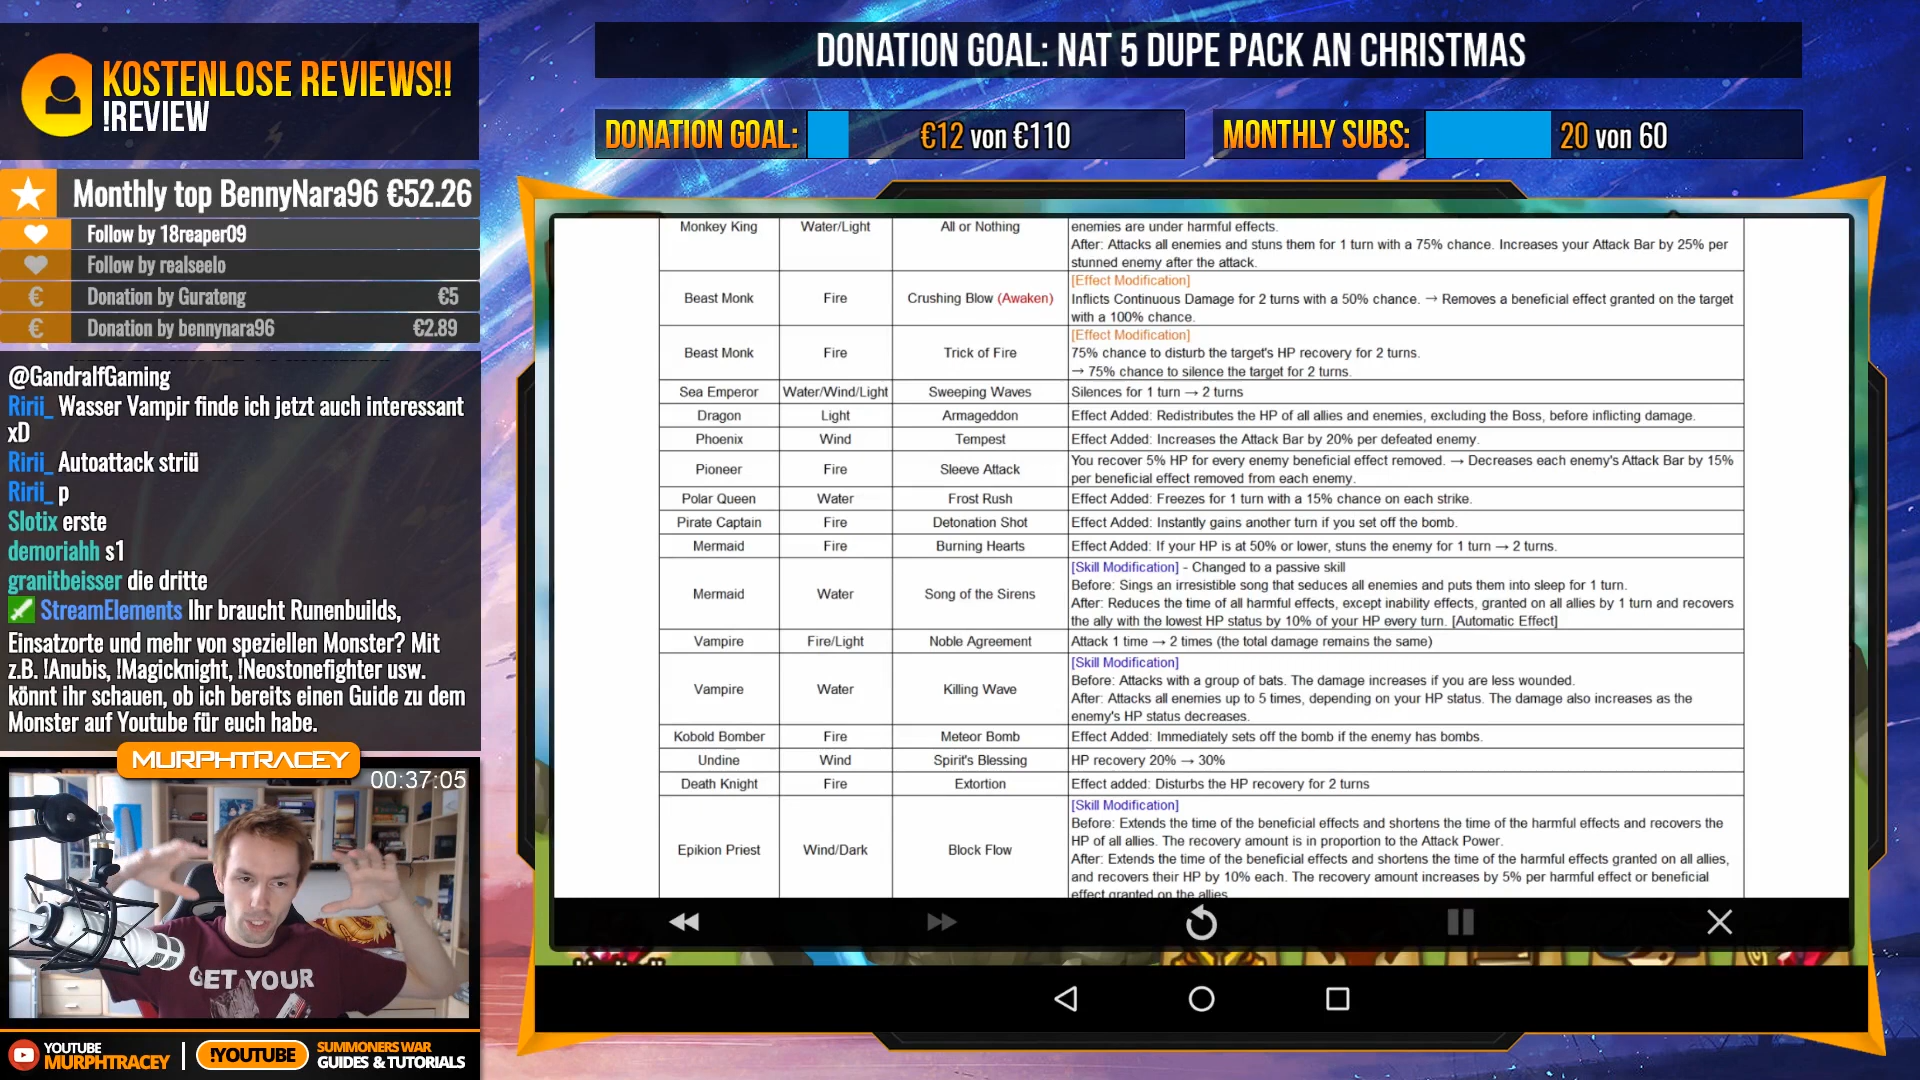 KOSTENLOSE REVIEWS!!
!REVIEW
DONATION GOAL: NAT 5 DUPE PACK AN CHRISTMAS
DONATION GOAL: €12 von €110
MONTHLY SUBS: 20 von 60
Monthly top BennyNara96 €52.26
Follow by 18reaper09
Follow by realseelo
€ Donation by Gurateng €5
€ Donation by bennynara96 €2.89
@GandralfGaming
Ririi_ Wasser Vampir finde ich jetzt auch interessant
xD
Ririi_ Autoattack striü
Ririi_ p
Slotix erste
demoriahh s1
granitbeisser die dritte
StreamElements Ihr braucht Runenbuilds,
Einsatzorte und mehr von speziellen Monster? Mit
z.B. !Anubis, !Magicknight, !Neostonefighter usw.
könnt ihr schauen, ob ich bereits einen Guide zu dem
Monster auf Youtube für euch habe.
MURPHTRACEY
00:37:05
GET YOUR
YOUTUBE
MURPHTRACEY
!YOUTUBE
SUMMONERS WAR
GUIDES & TUTORIALS
Monkey King Water/Light All or Nothing enemies are under harmful effects.
After: Attacks all enemies and stuns them for 1 turn with a 75% chance. Increases your Attack Bar by 25% per
stunned enemy after the attack.
[Effect Modification]
Beast Monk Fire Crushing Blow (Awaken) Inflicts Continuous Damage for 2 turns with a 50% chance. → Removes a beneficial effect granted on the target
with a 100% chance.
[Effect Modification]
Beast Monk Fire Trick of Fire 75% chance to disturb the target's HP recovery for 2 turns.
→ 75% chance to silence the target for 2 turns.
Sea Emperor Water/Wind/Light Sweeping Waves Silences for 1 turn → 2 turns
Dragon Light Armageddon Effect Added: Redistributes the HP of all allies and enemies, excluding the Boss, before inflicting damage.
Phoenix Wind Tempest Effect Added: Increases the Attack Bar by 20% per defeated enemy.
Pioneer Fire Sleeve Attack You recover 5% HP for every enemy beneficial effect removed. → Decreases each enemy's Attack Bar by 15%
per beneficial effect removed from each enemy.
Polar Queen Water Frost Rush Effect Added: Freezes for 1 turn with a 15% chance on each strike.
Pirate Captain Fire Detonation Shot Effect Added: Instantly gains another turn if you set off the bomb.
Mermaid Fire Burning Hearts Effect Added: If your HP is at 50% or lower, stuns the enemy for 1 turn → 2 turns.
[Skill Modification] - Changed to a passive skill
Before: Sings an irresistible song that seduces all enemies and puts them into sleep for 1 turn.
Mermaid Water Song of the Sirens After: Reduces the time of all harmful effects, except inability effects, granted on all allies by 1 turn and recovers
the ally with the lowest HP status by 10% of your HP every turn. [Automatic Effect]
Vampire Fire/Light Noble Agreement Attack 1 time → 2 times (the total damage remains the same)
[Skill Modification]
Before: Attacks with a group of bats. The damage increases if you are less wounded.
Vampire Water Killing Wave After: Attacks all enemies up to 5 times, depending on your HP status. The damage also increases as the
enemy's HP status decreases.
Kobold Bomber Fire Meteor Bomb Effect Added: Immediately sets off the bomb if the enemy has bombs.
Undine Wind Spirit's Blessing HP recovery 20% → 30%
Death Knight Fire Extortion Effect added: Disturbs the HP recovery for 2 turns
[Skill Modification]
Before: Extends the time of the beneficial effects and shortens the time of the harmful effects and recovers the
HP of all allies. The recovery amount is in proportion to the Attack Power.
Epikion Priest Wind/Dark Block Flow After: Extends the time of the beneficial effects and shortens the time of the harmful effects granted on all allies,
and recovers their HP by 10% each. The recovery amount increases by 5% per harmful effect or beneficial
effect granted on the allies.